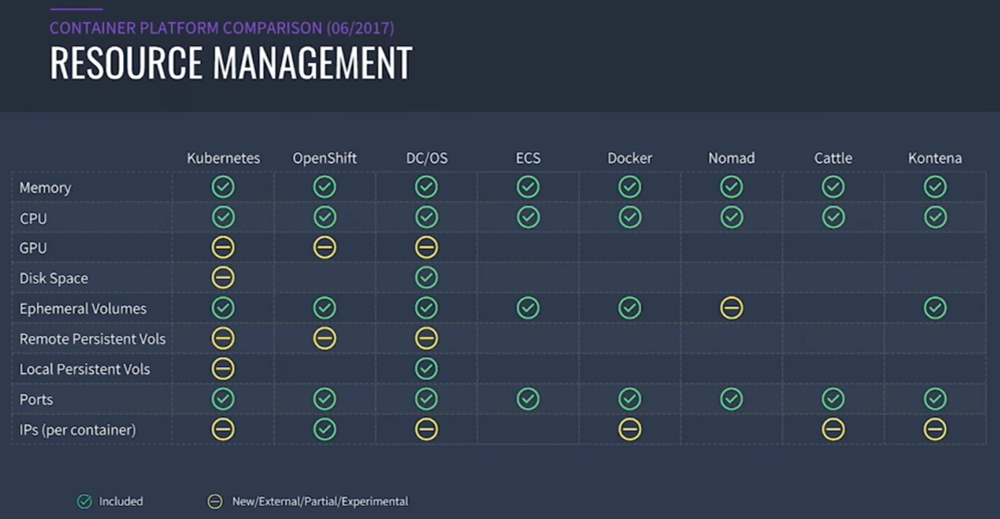 CONTAINER PLATFORM COMPARISON (06/2017)
RESOURCE MANAGEMENT
Kubernetes OpenShift DC/OS ECS Docker Nomad Cattle Kontena
Memory
CPU
GPU
Disk Space
Ephemeral Volumes
Remote Persistent Vols
Local Persistent Vols
Ports
IPs (per container)
Included New/External/Partial/Experimental